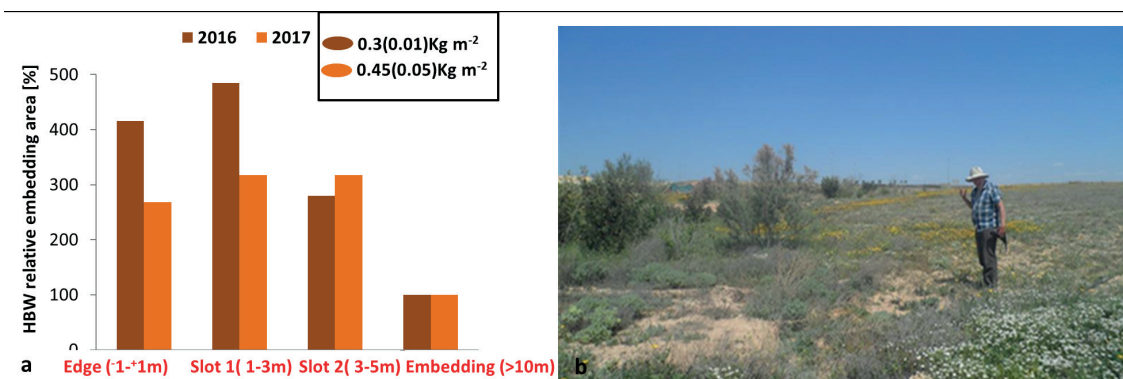 2016 2017
0.3(0.01)Kg m⁻²
0.45(0.05)Kg m⁻²
HBW relative embedding area [%]
500
400
300
200
100
0
Edge (⁻1-⁺1m) Slot 1( 1-3m) Slot 2( 3-5m) Embedding (>10m)
a
b